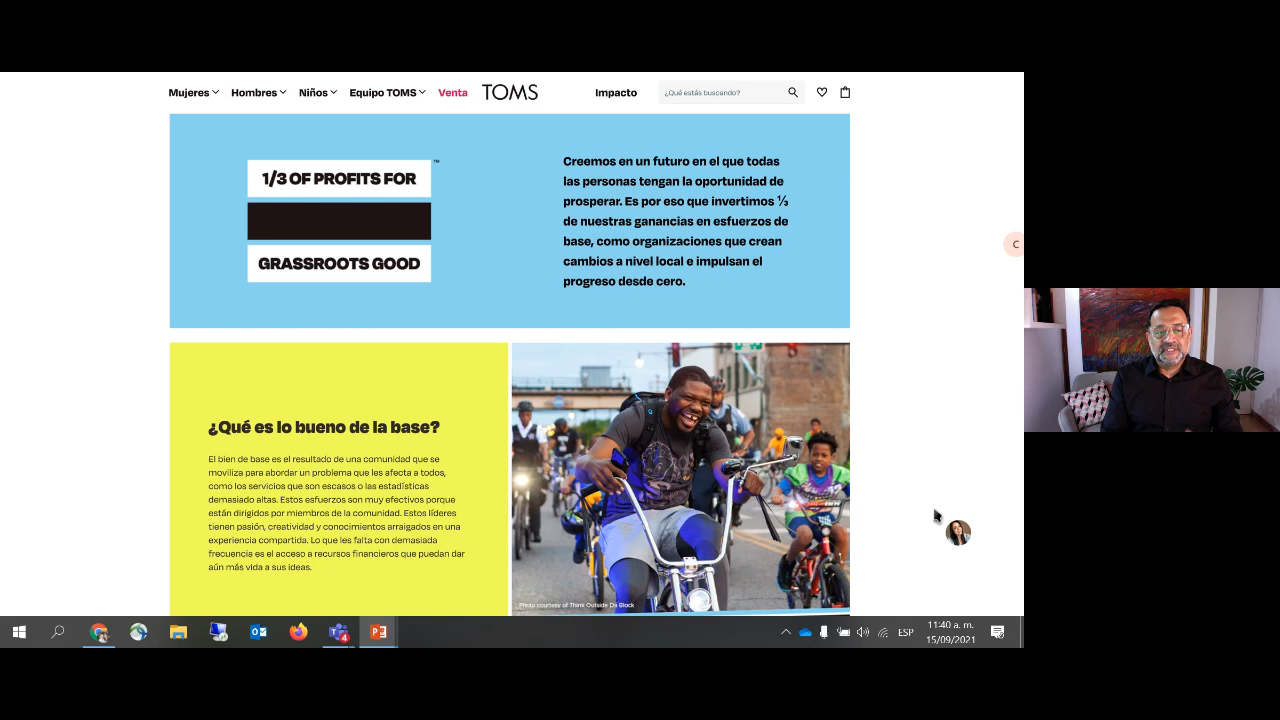 Mujeres Hombres Niños Equipo TOMS Venta TOMS Impacto ¿Qué estás buscando?
1/3 OF PROFITS FOR ™
GRASSROOTS GOOD
Creemos en un futuro en el que todas
las personas tengan la oportunidad de
prosperar. Es por eso que invertimos ⅓
de nuestras ganancias en esfuerzos de
base, como organizaciones que crean
cambios a nivel local e impulsan el
progreso desde cero.
C
¿Qué es lo bueno de la base?
El bien de base es el resultado de una comunidad que se
moviliza para abordar un problema que les afecta a todos,
como los servicios que son escasos o las estadísticas
demasiado altas. Estos esfuerzos son muy efectivos porque
están dirigidos por miembros de la comunidad. Estos líderes
tienen pasión, creatividad y conocimientos arraigados en una
experiencia compartida. Lo que les falta con demasiada
frecuencia es el acceso a recursos financieros que puedan dar
aún más vida a sus ideas.
Photo courtesy of Think Outside Da Block
4
ESP
11:40 a. m.
15/09/2021